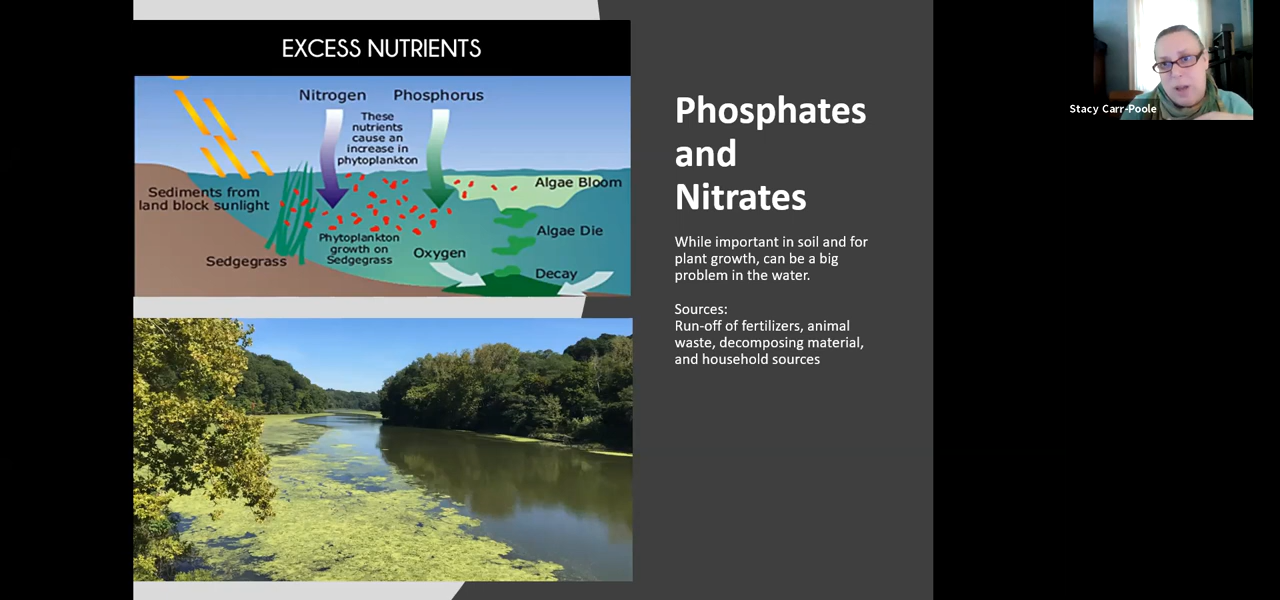 EXCESS NUTRIENTS
Nitrogen
Phosphorus
These
nutrients
cause an
increase in
phytoplankton
Sediments from
land block sunlight
Algae Bloom
Algae Die
Phytoplankton
growth on
Sedgegrass
Oxygen
Sedgegrass
Decay
Phosphates
and
Nitrates
While important in soil and for
plant growth, can be a big
problem in the water.
Sources:
Run-off of fertilizers, animal
waste, decomposing material,
and household sources
Stacy Carr-Poole